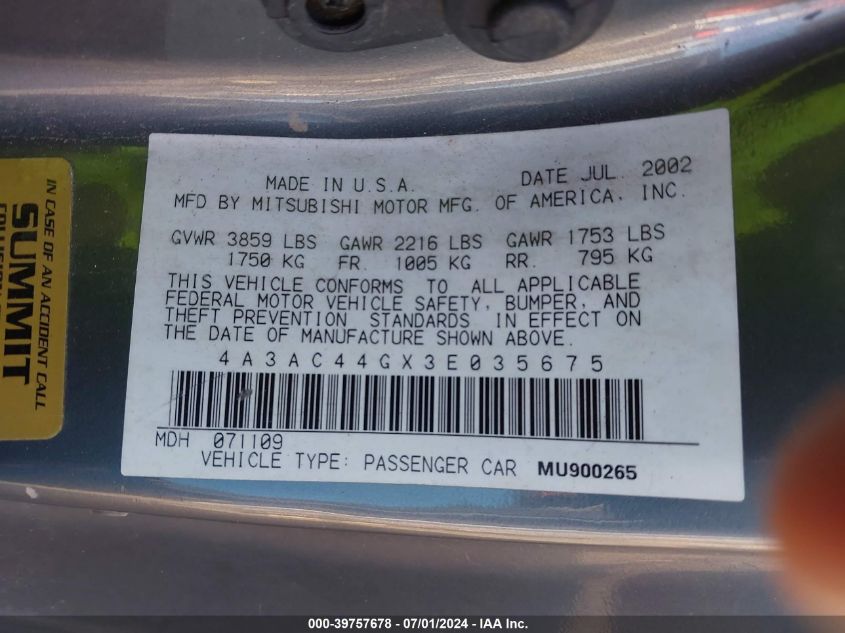 IN CASE OF AN ACCIDENT CALL
SUMMIT
MADE IN U.S.A. DATE JUL. 2002
MFD BY MITSUBISHI MOTOR MFG. OF AMERICA, INC.
GVWR 3859 LBS GAWR 2216 LBS GAWR 1753 LBS
1750 KG FR. 1005 KG RR. 795 KG
THIS VEHICLE CONFORMS TO ALL APPLICABLE
FEDERAL MOTOR VEHICLE SAFETY, BUMPER, AND
THEFT PREVENTION STANDARDS IN EFFECT ON
THE DATE OF MANUFACTURE SHOWN ABOVE.
4A3AC44GX3E035675
MDH 071109
VEHICLE TYPE: PASSENGER CAR MU900265
000-39757678 - 07/01/2024 - IAA Inc.